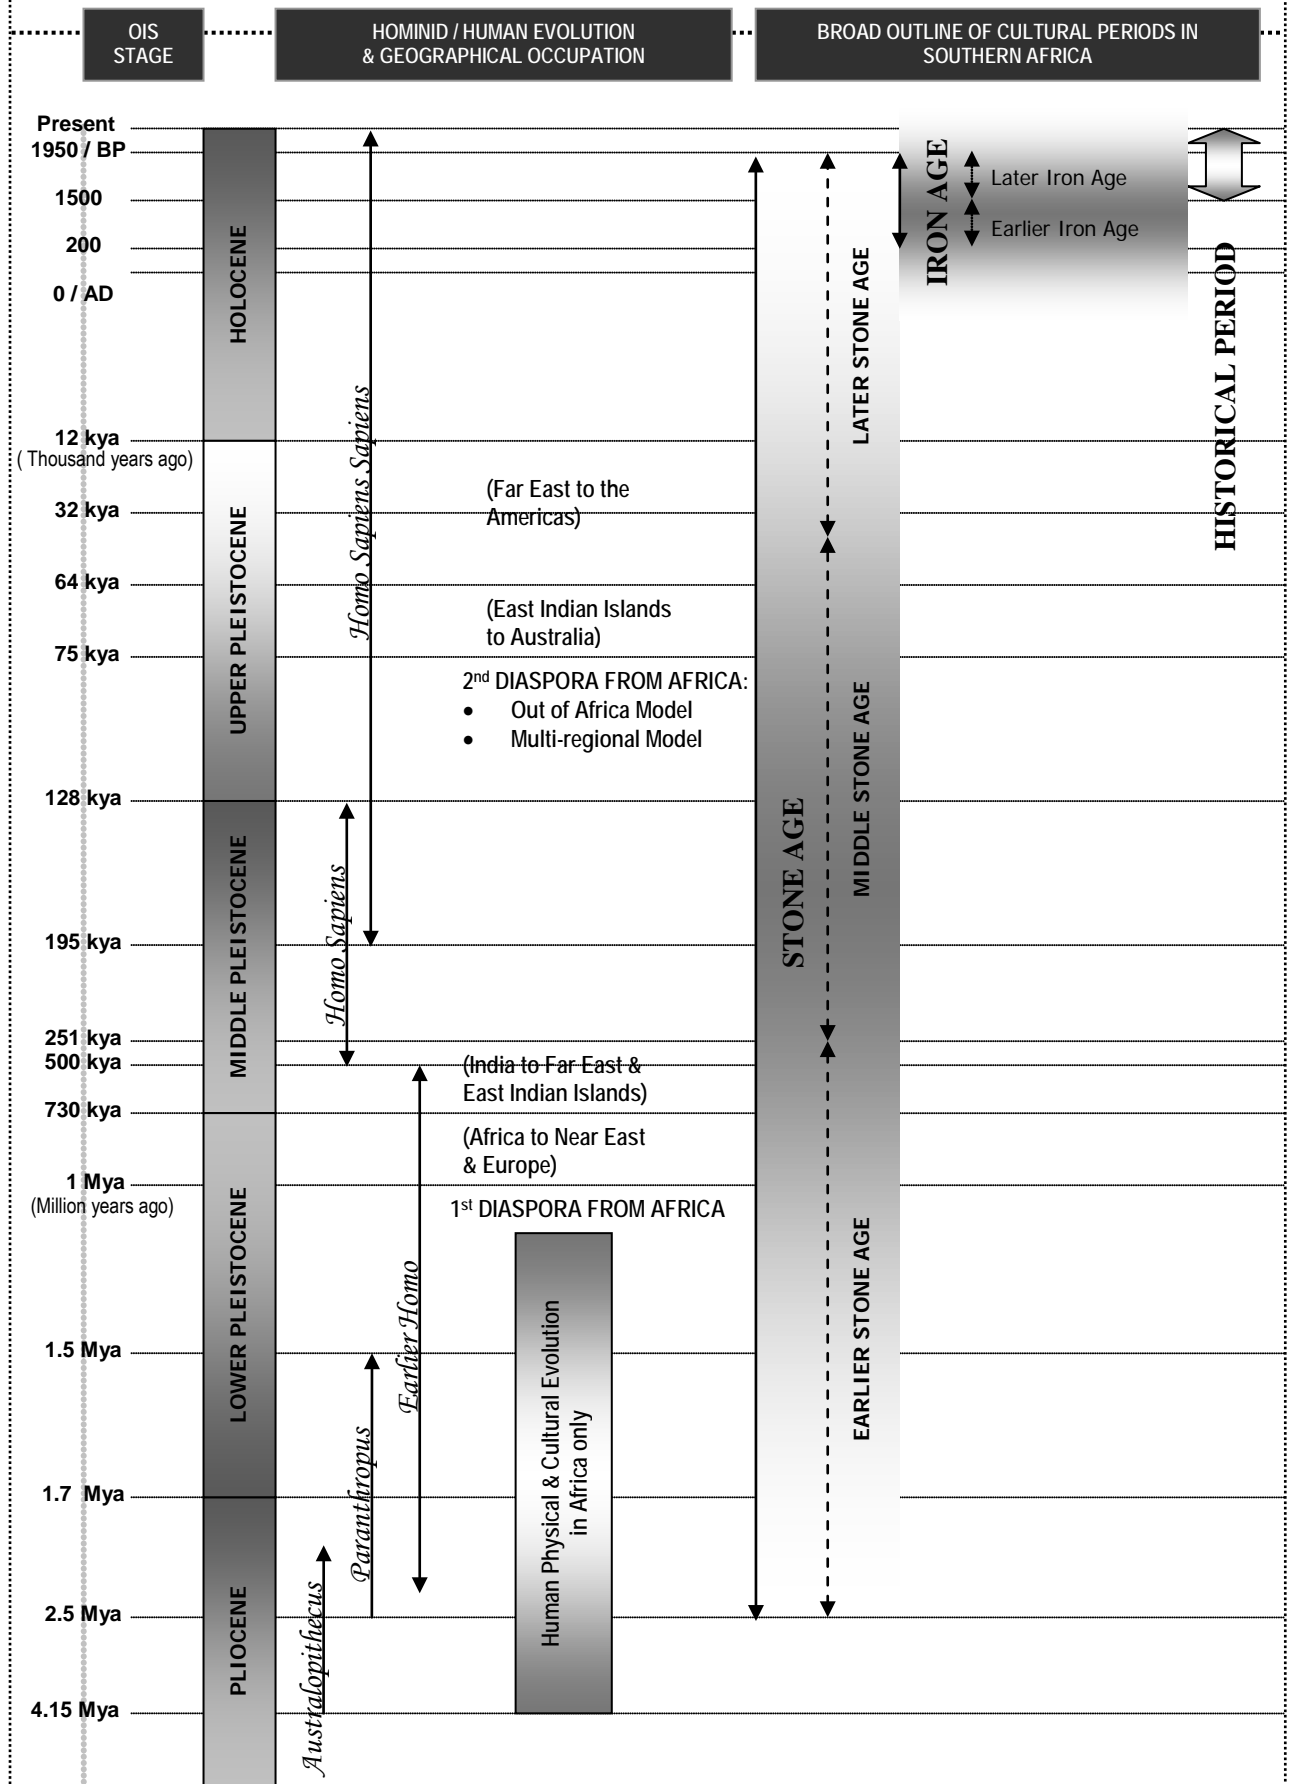 OIS
STAGE
HOMINID / HUMAN EVOLUTION
& GEOGRAPHICAL OCCUPATION
BROAD OUTLINE OF CULTURAL PERIODS IN
SOUTHERN AFRICA
Present
1950 / BP
1500
200
0 / AD
12 kya
( Thousand years ago)
32 kya
64 kya
75 kya
128 kya
195 kya
251 kya
500 kya
730 kya
1 Mya
(Million years ago)
1.5 Mya
1.7 Mya
2.5 Mya
4.15 Mya
HOLOCENE
UPPER PLEISTOCENE
MIDDLE PLEISTOCENE
LOWER PLEISTOCENE
PLIOCENE
Homo Sapiens Sapiens
Homo Sapiens
Earlier Homo
Paranthropus
Australopithecus
(Far East to the
Americas)
(East Indian Islands
to Australia)
2nd DIASPORA FROM AFRICA:
• Out of Africa Model
• Multi-regional Model
(India to Far East &
East Indian Islands)
(Africa to Near East
& Europe)
1st DIASPORA FROM AFRICA
Human Physical & Cultural Evolution
in Africa only
STONE AGE
LATER STONE AGE
MIDDLE STONE AGE
EARLIER STONE AGE
IRON AGE
Later Iron Age
Earlier Iron Age
HISTORICAL PERIOD